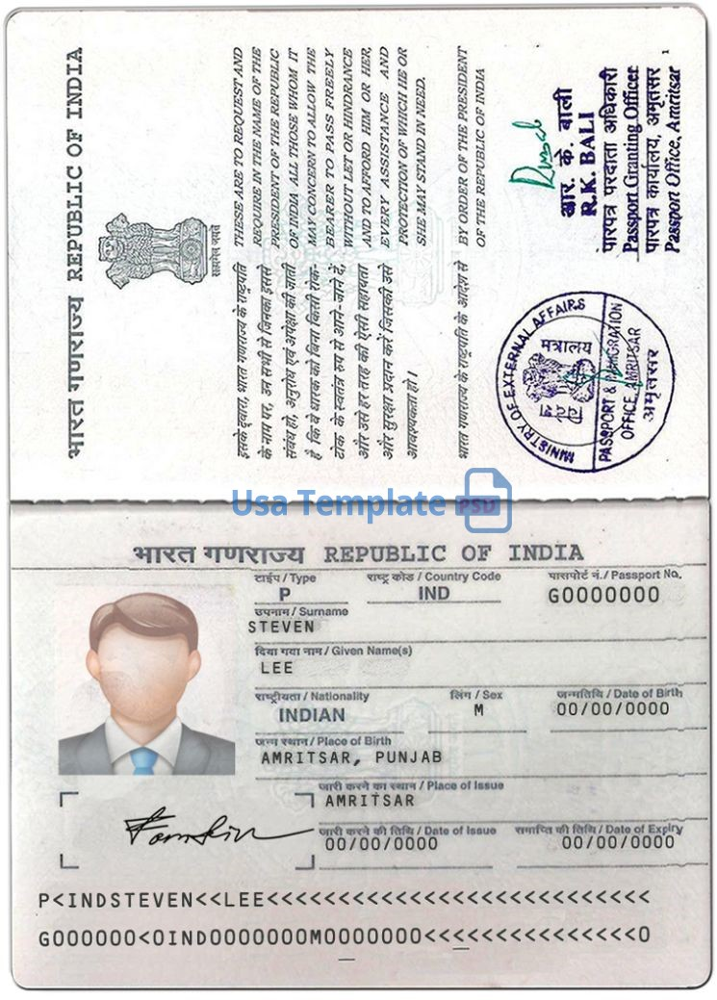 भारत गणराज्य REPUBLIC OF INDIA
सत्यमेव जयते
इसके द्वारा, भारत गणराज्य के राष्ट्रपति
के नाम पर, उन सभी से जिनका इससे
संबंध हो, अनुरोध एवं अपेक्षा की जाती
है कि वे धारक को बिना किसी रोक-
टोक के स्वतंत्र रूप से आने-जाने दें,
और उसे हर तरह की ऐसी सहायता
और सुरक्षा प्रदान करें जिसकी उसे
आवश्यकता हो।
भारत गणराज्य के राष्ट्रपति के आदेश से
THESE ARE TO REQUEST AND
REQUIRE IN THE NAME OF THE
PRESIDENT OF THE REPUBLIC
OF INDIA ALL THOSE WHOM IT
MAY CONCERN TO ALLOW THE
BEARER TO PASS FREELY
WITHOUT LET OR HINDRANCE
AND TO AFFORD HIM OR HER,
EVERY ASSISTANCE AND
PROTECTION OF WHICH HE OR
SHE MAY STAND IN NEED.
BY ORDER OF THE PRESIDENT
OF THE REPUBLIC OF INDIA
MINISTRY OF EXTERNAL AFFAIRS
विदेश मंत्रालय
PASSPORT & EMIGRATION
OFFICE, AMRITSAR
अमृतसर
आर. के. बाली
R.K. BALI
पारपत्र परदाता अधिकारी
Passport Granting Officer
पारपत्र कार्यालय, अमृतसर
Passport Office, Amritsar
1
Usa Template PSD
भारत गणराज्य REPUBLIC OF INDIA
टाईप / Type राष्ट्र कोड / Country Code पासपोर्ट नं. / Passport No.
P IND G0000000
उपनाम / Surname
STEVEN
दिया गया नाम / Given Name(s)
LEE
राष्ट्रीयता / Nationality लिंग / Sex जन्मतिथि / Date of Birth
INDIAN M 00/00/0000
जन्म स्थान / Place of Birth
AMRITSAR, PUNJAB
जारी करने का स्थान / Place of Issue
AMRITSAR
जारी करने की तिथि / Date of Issue समाप्ति की तिथि / Date of Expiry
00/00/0000 00/00/0000
P<INDSTEVEN<<LEE<<<<<<<<<<<<<<<<<<<<<<<<<<<
G000000<0IND0000000M0000000<<<<<<<<<<<<<<<0